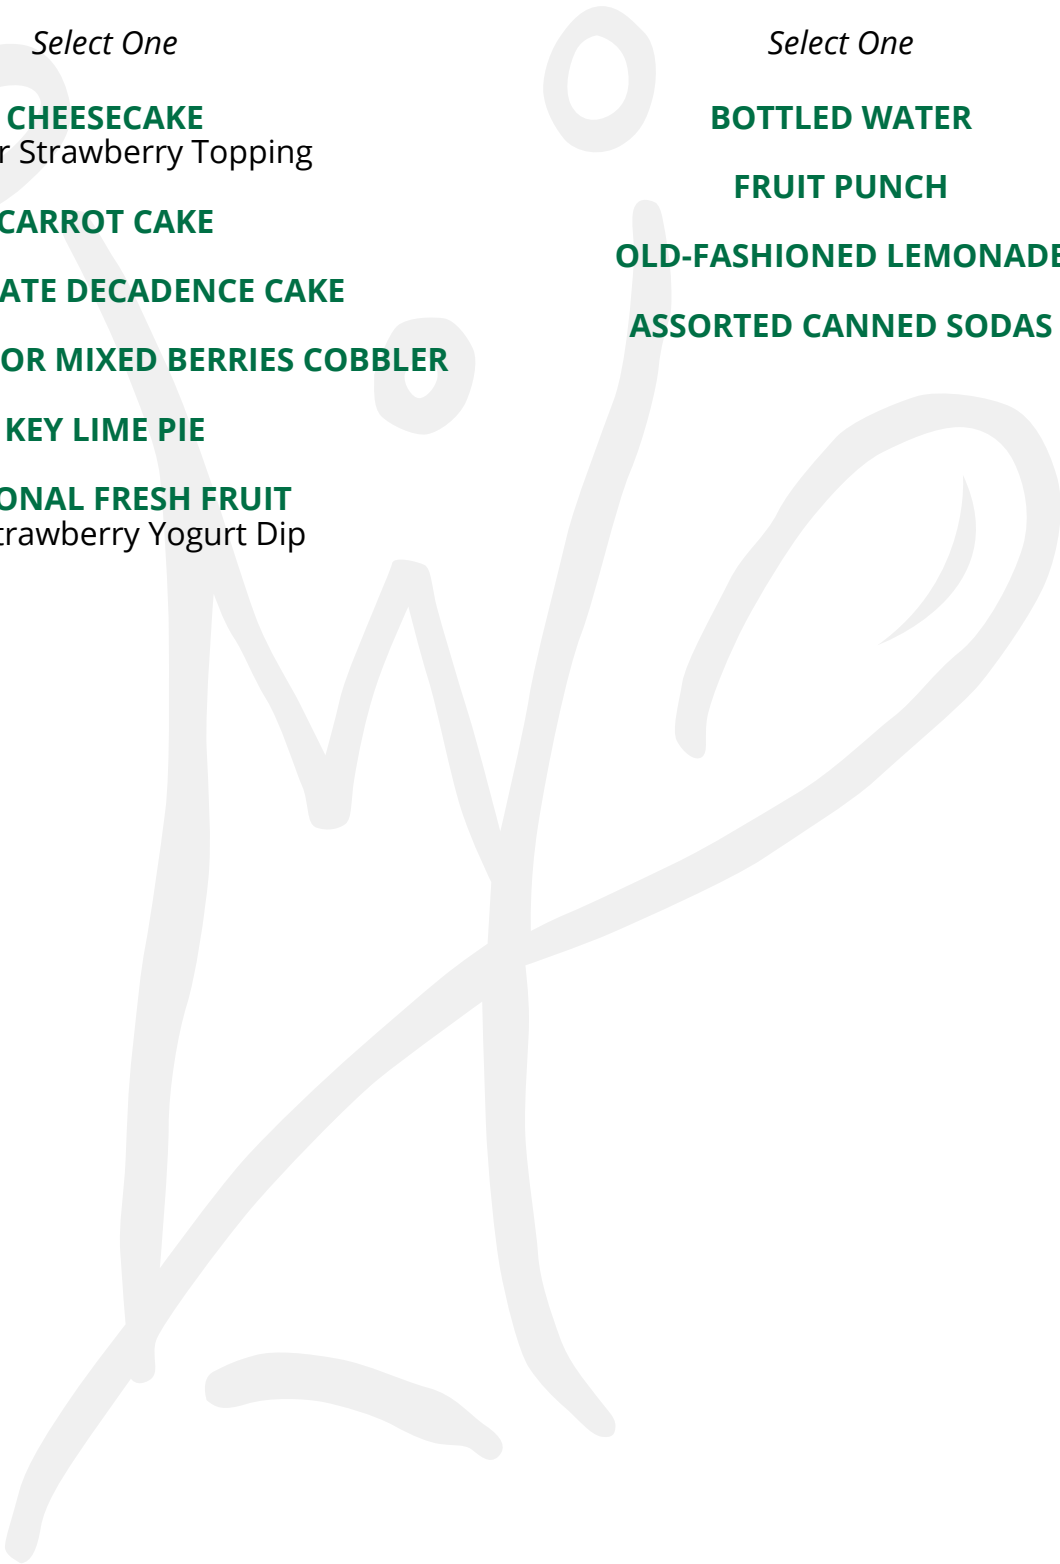 Select One
CHEESECAKE
r Strawberry Topping
CARROT CAKE
ATE DECADENCE CAKE
OR MIXED BERRIES COBBLER
KEY LIME PIE
ONAL FRESH FRUIT
trawberry Yogurt Dip
Select One
BOTTLED WATER
FRUIT PUNCH
OLD-FASHIONED LEMONADE
ASSORTED CANNED SODAS